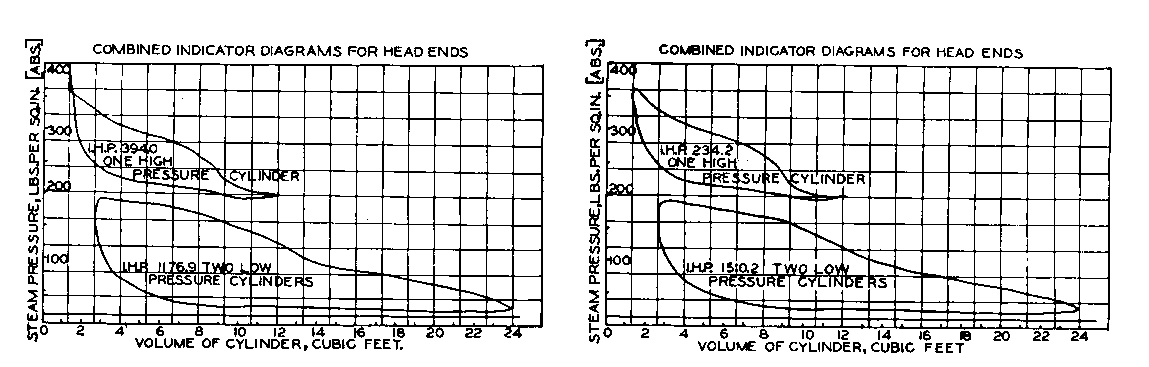 COMBINED INDICATOR DIAGRAMS FOR HEAD ENDS
STEAM PRESSURE, LBS. PER SQ.IN. [ABS.]
400
300
200
100
0
I.H.P. 394.0
ONE HIGH
PRESSURE CYLINDER
I.H.P. 1176.9 TWO LOW
PRESSURE CYLINDERS
0 2 4 6 8 10 12 14 16 18 20 22 24
VOLUME OF CYLINDER, CUBIC FEET.
COMBINED INDICATOR DIAGRAMS FOR HEAD ENDS
STEAM PRESSURE, LBS. PER SQ.IN. [ABS.]
400
300
200
100
I.H.P. 234.2
ONE HIGH
PRESSURE CYLINDER
I.H.P. 1510.2 TWO LOW
PRESSURE CYLINDERS
0 2 4 6 8 10 12 14 16 18 20 22 24
VOLUME OF CYLINDER, CUBIC FEET